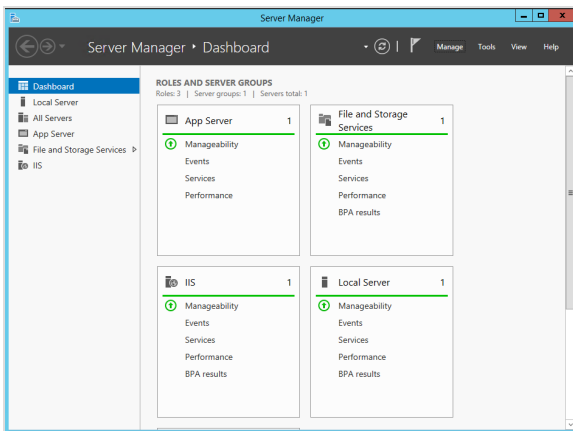 Server Manager
Server Manager • Dashboard
Manage Tools View Help
Dashboard
Local Server
All Servers
App Server
File and Storage Services
IIS
ROLES AND SERVER GROUPS
Roles: 3 | Server groups: 1 | Servers total: 1
App Server 1
Manageability
Events
Services
Performance
File and Storage
Services 1
Manageability
Events
Services
Performance
BPA results
IIS 1
Manageability
Events
Services
Performance
BPA results
Local Server 1
Manageability
Events
Services
Performance
BPA results